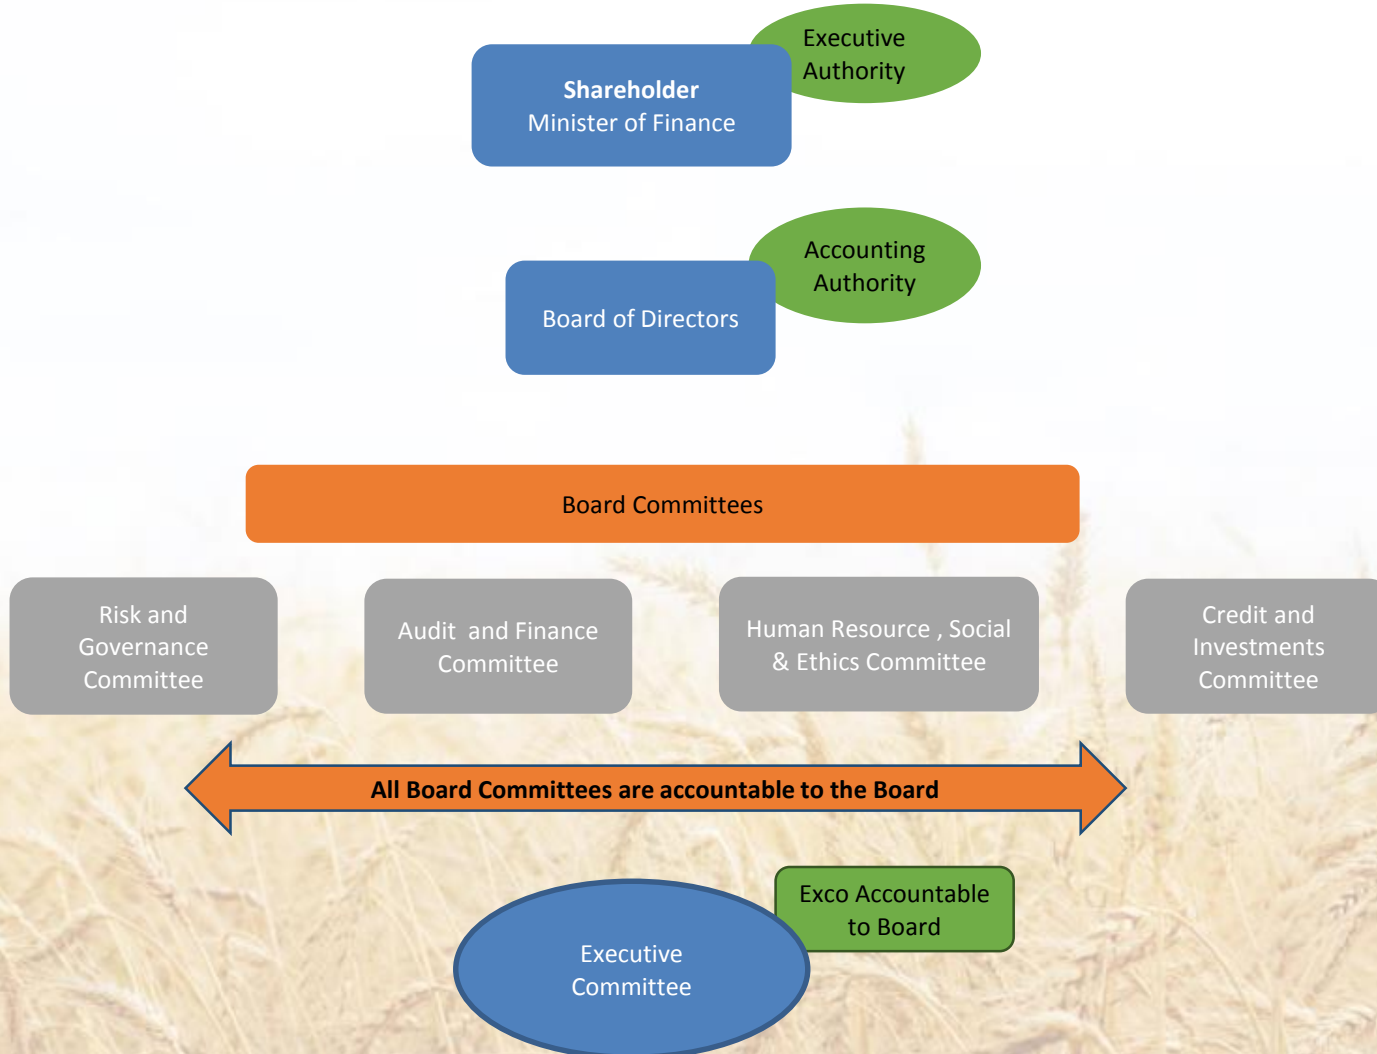 Executive
Authority
Shareholder
Minister of Finance
Accounting
Authority
Board of Directors
Board Committees
Risk and
Governance
Committee
Audit and Finance
Committee
Human Resource , Social
& Ethics Committee
Credit and
Investments
Committee
All Board Committees are accountable to the Board
Exco Accountable
to Board
Executive
Committee